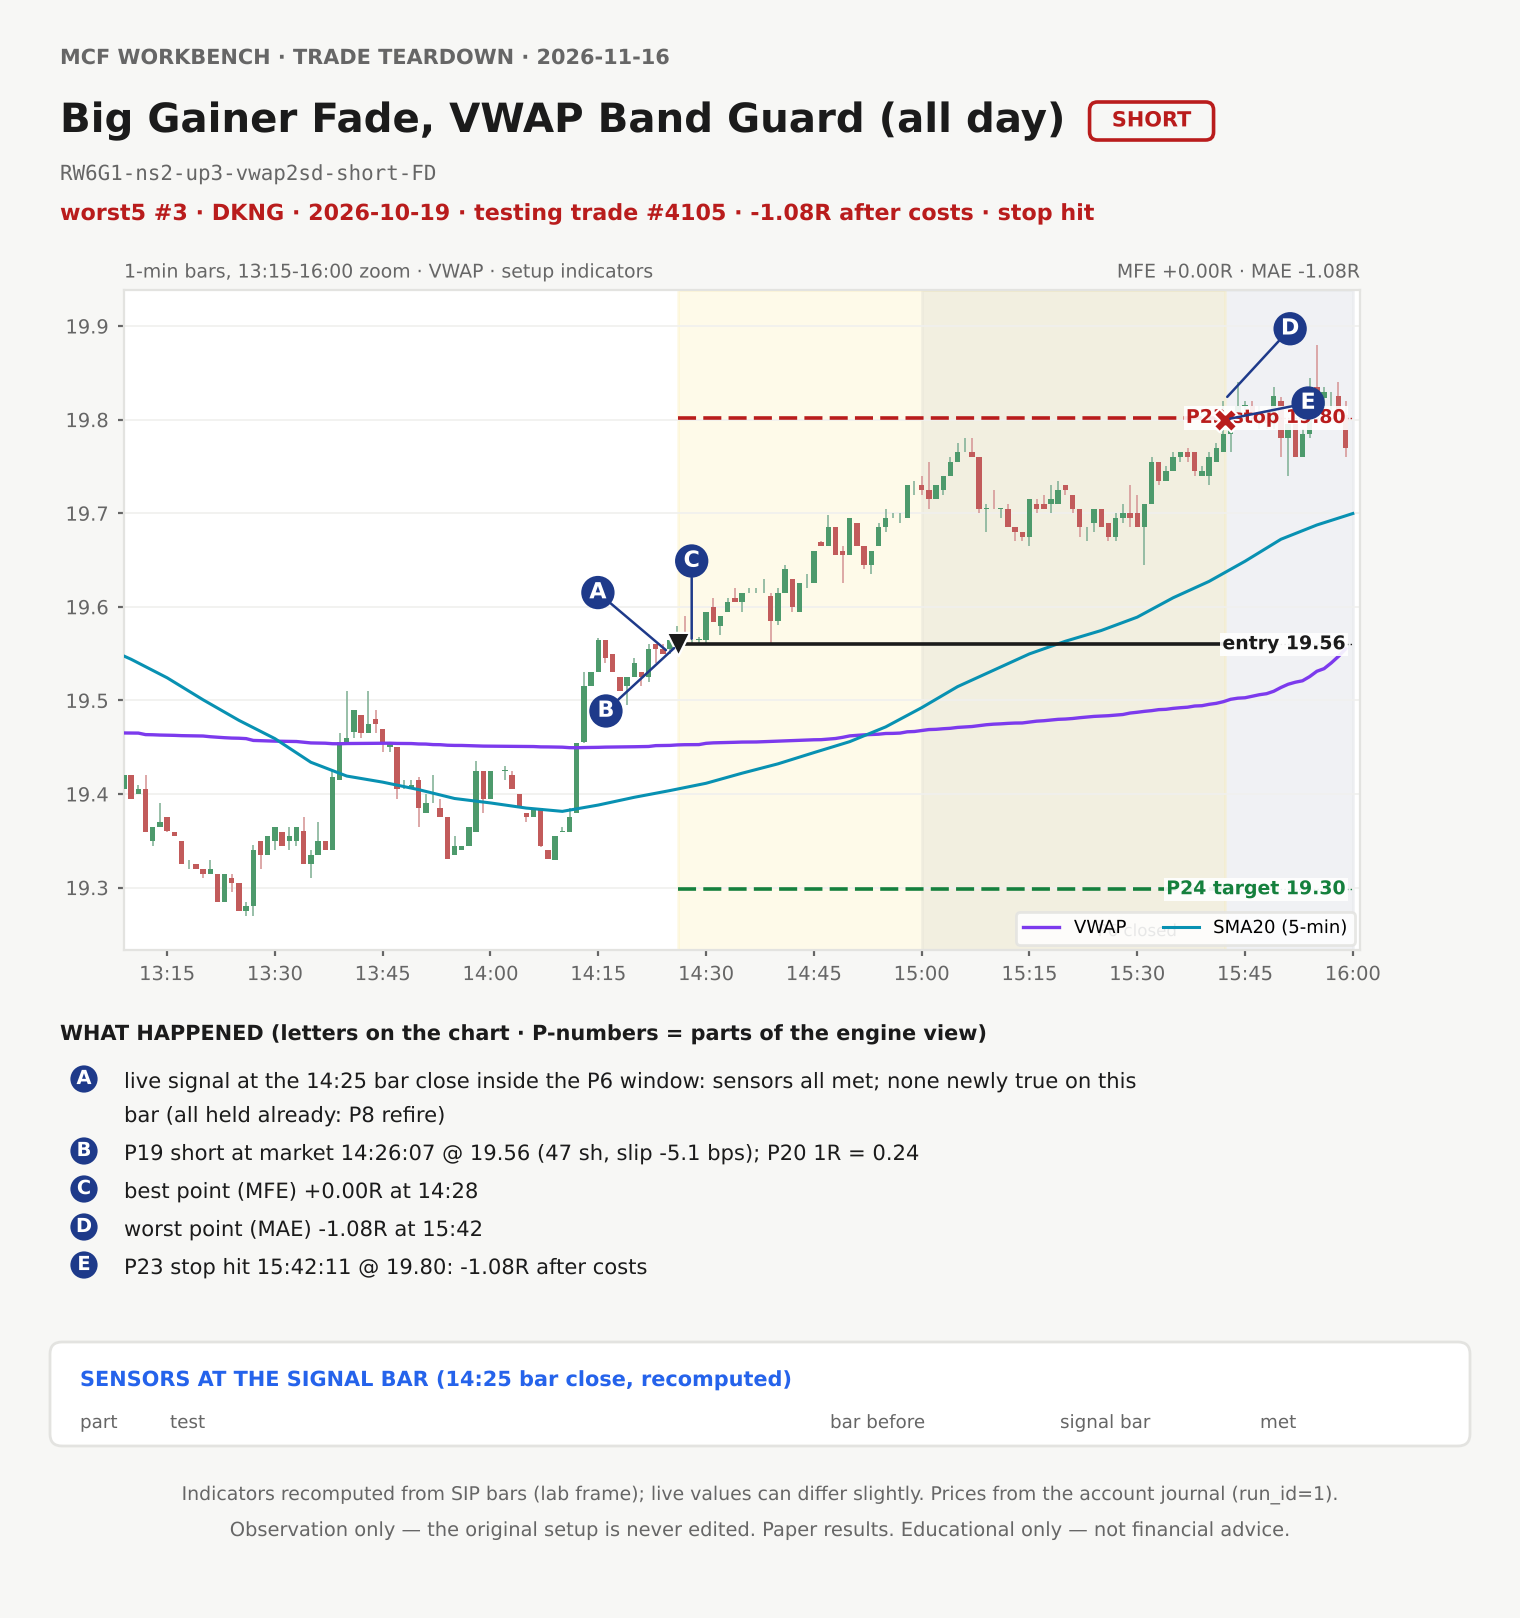 MCF WORKBENCH · TRADE TEARDOWN · 2026-11-16
Big Gainer Fade, VWAP Band Guard (all day)
SHORT
RW6G1-ns2-up3-vwap2sd-short-FD
worst5 #3 · DKNG · 2026-10-19 · testing trade #4105 · -1.08R after costs · stop hit
1-min bars, 13:15-16:00 zoom · VWAP · setup indicators
MFE +0.00R · MAE -1.08R
19.9
19.8
19.7
19.6
19.5
19.4
19.3
D
E
P23 stop 19.80
C
A
B
entry 19.56
P24 target 19.30
closed
VWAP
SMA20 (5-min)
13:15 13:30 13:45 14:00 14:15 14:30 14:45 15:00 15:15 15:30 15:45 16:00
WHAT HAPPENED (letters on the chart · P-numbers = parts of the engine view)
A live signal at the 14:25 bar close inside the P6 window: sensors all met; none newly true on this
bar (all held already: P8 refire)
B P19 short at market 14:26:07 @ 19.56 (47 sh, slip -5.1 bps); P20 1R = 0.24
C best point (MFE) +0.00R at 14:28
D worst point (MAE) -1.08R at 15:42
E P23 stop hit 15:42:11 @ 19.80: -1.08R after costs
SENSORS AT THE SIGNAL BAR (14:25 bar close, recomputed)
part test bar before signal bar met
Indicators recomputed from SIP bars (lab frame); live values can differ slightly. Prices from the account journal (run_id=1).
Observation only — the original setup is never edited. Paper results. Educational only — not financial advice.